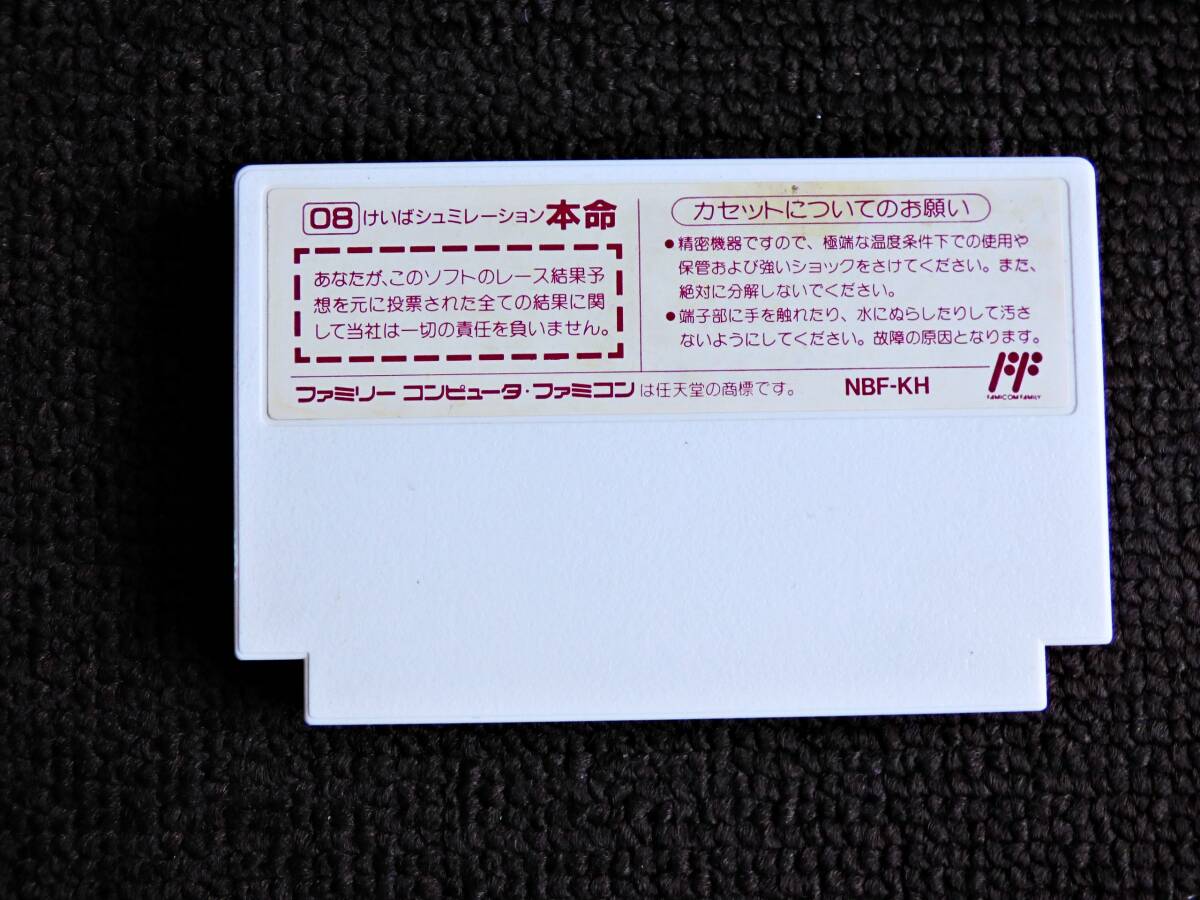 08 けいばシュミレーション 本命
あなたが、このソフトのレース結果予
想を元に投票された全ての結果に関
して当社は一切の責任を負いません。
カセットについてのお願い
●精密機器ですので、極端な温度条件下での使用や
保管および強いショックをさけてください。また、
絶対に分解しないでください。
●端子部に手を触れたり、水にぬらしたりして汚さ
ないようにしてください。故障の原因となります。
ファミリー コンピュータ・ファミコンは任天堂の商標です。 NBF-KH
FF
FAMICOM FAMILY